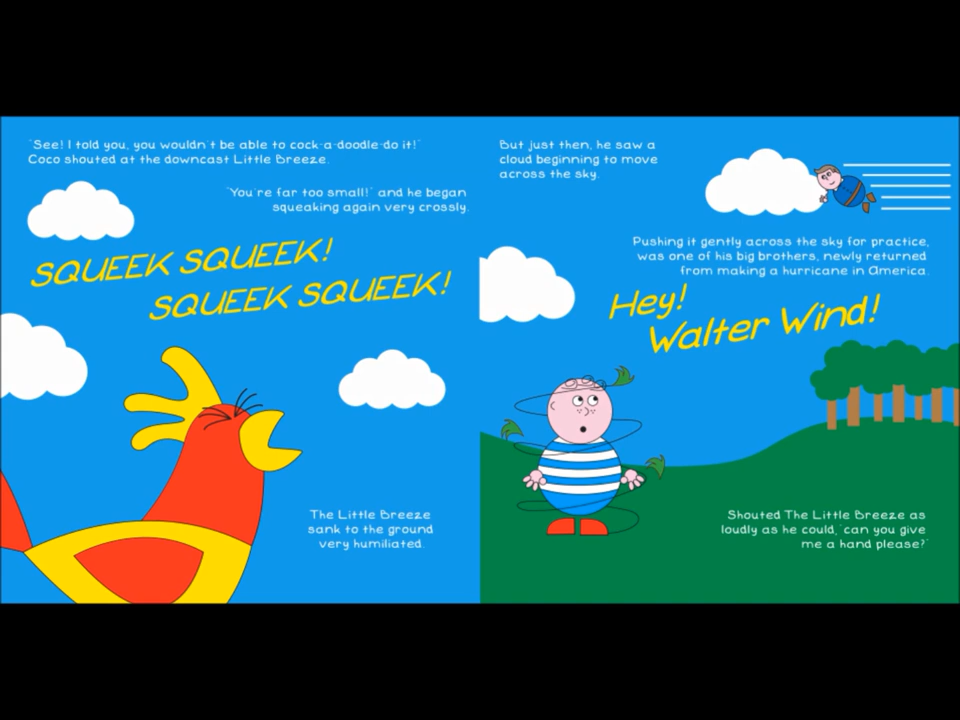 "See! I told you, you wouldn't be able to cock-a-doodle-do it!"
Coco shouted at the downcast Little Breeze.
"You're far too small!" and he began
squeaking again very crossly.
SQUEEK SQUEEK!
SQUEEK SQUEEK!
The Little Breeze
sank to the ground
very humiliated.
But just then, he saw a
cloud beginning to move
across the sky.
Pushing it gently across the sky for practice,
was one of his big brothers, newly returned
from making a hurricane in America.
Hey!
Walter Wind!
Shouted The Little Breeze as
loudly as he could, "can you give
me a hand please?"